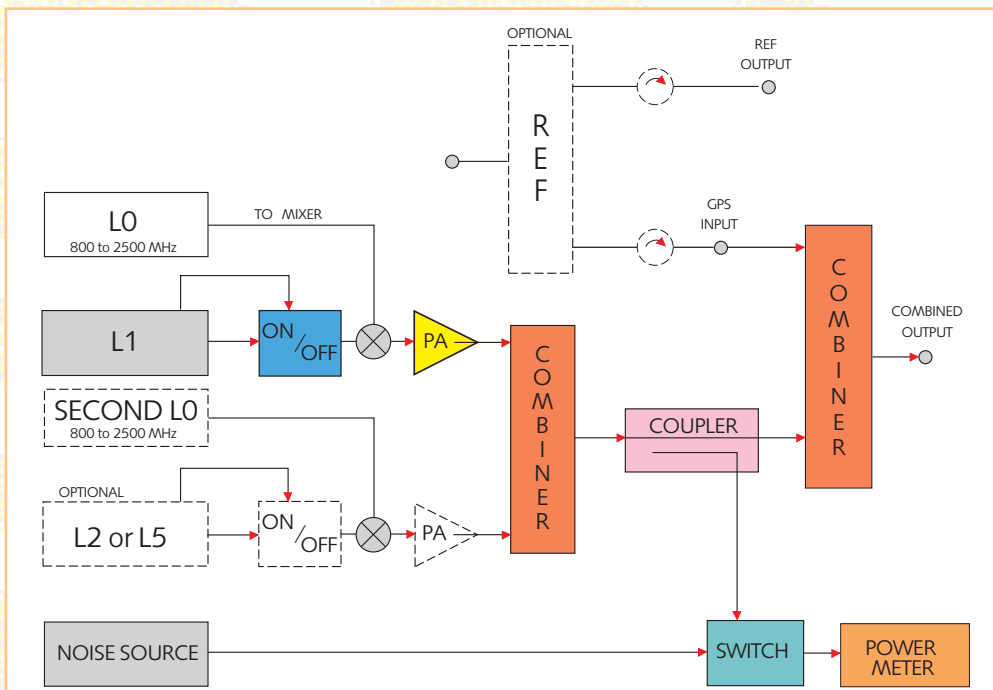 OPTIONAL
REF
OUTPUT
R
E
F
L0
800 to 2500 MHz
TO MIXER
GPS
INPUT
C
O
M
B
I
N
E
R
COMBINED
OUTPUT
L1
ON
/OFF
PA
C
O
M
B
I
N
E
R
SECOND L0
800 to 2500 MHz
COUPLER
OPTIONAL
L2 or L5
ON
/OFF
PA
NOISE SOURCE
SWITCH
POWER
METER